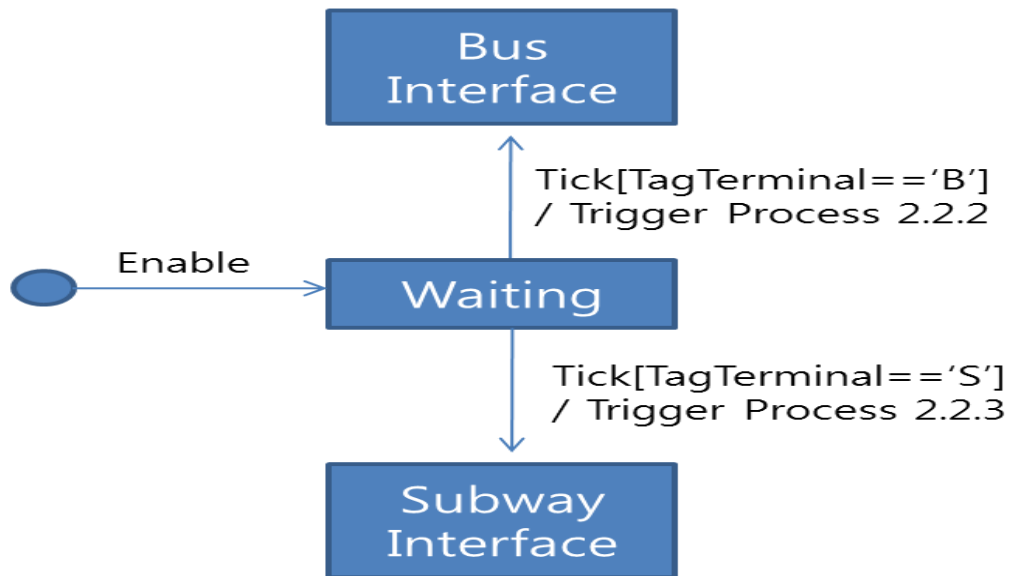 Bus
Interface
Tick[TagTerminal==‘B’]
/ Trigger Process 2.2.2
Enable
Waiting
Tick[TagTerminal==‘S’]
/ Trigger Process 2.2.3
Subway
Interface